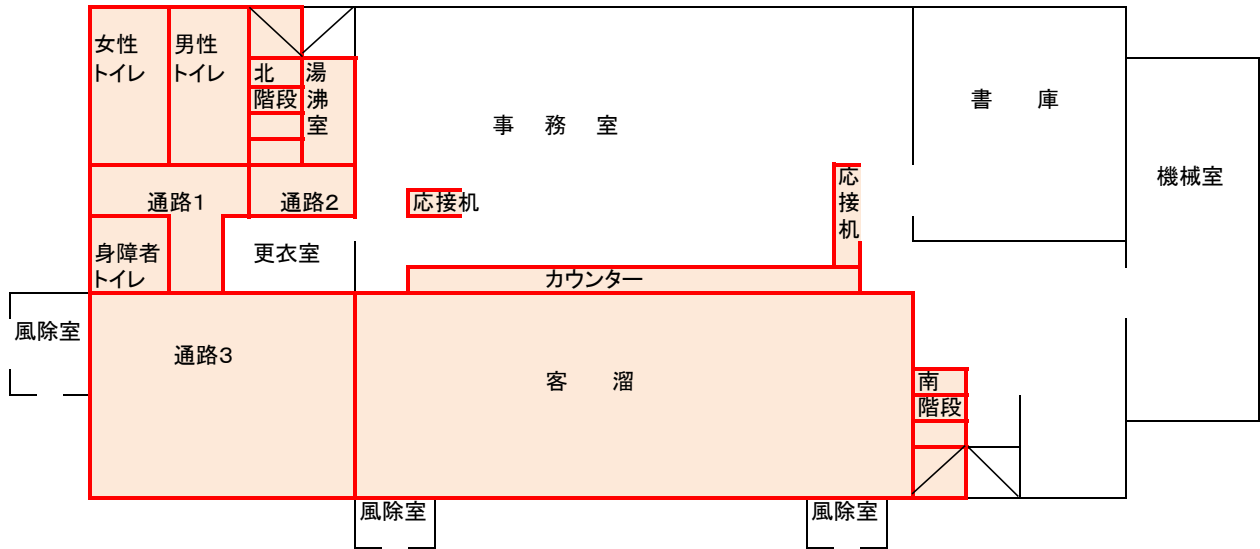 女性
トイレ
男性
トイレ
北
階段
湯
沸
室
事 務 室
書 庫
機械室
通路1
通路2
応接机
応
接
机
身障者
トイレ
更衣室
カウンター
風除室
通路3
客 溜
南
階段
風除室
風除室